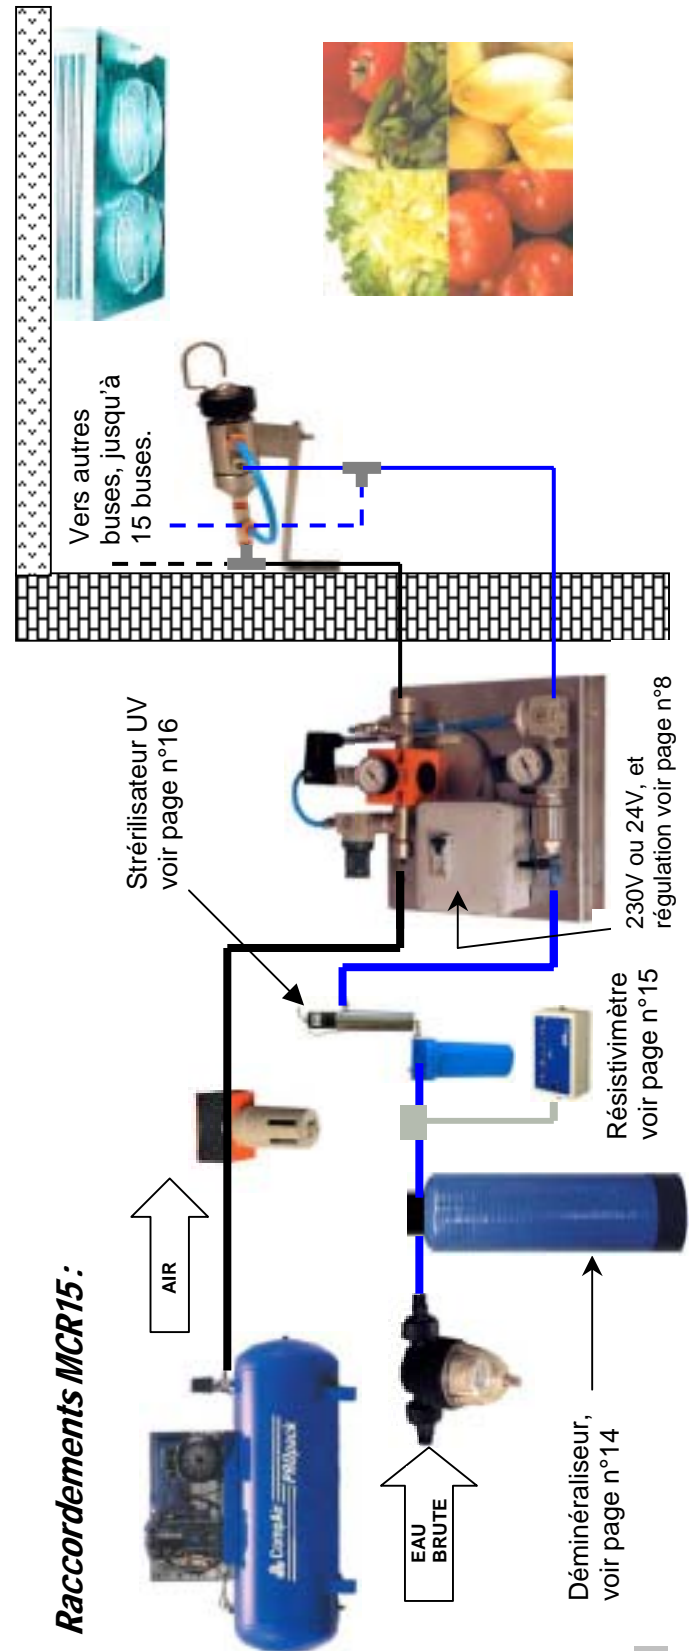 Raccordements MCR15 :
AIR
EAU
BRUTE
CompAir
PROpack
Déminéraliseur,
voir page n°14
Résistivimètre
voir page n°15
Strérilisateur UV
voir page n°16
230V ou 24V, et
régulation voir page n°8
Vers autres
buses, jusqu'à
15 buses.